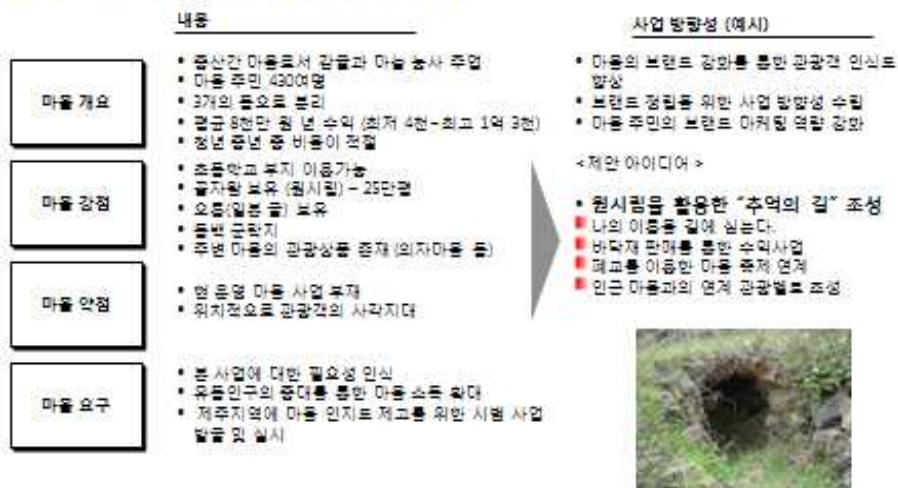 내용
사업 방향성 (예시)
마을 개요
• 중산간 마을로서 감귤과 마늘 농사 주업
• 마을 주민 430여명
• 3개의 동으로 분리
• 평균 8천만 원 년 수익 (최저 4천-최고 1억 3천)
• 청년 중년 층 비율이 적절
마을 강점
• 초등학교 부지 이용가능
• 곶자왈 보유 (원시림) – 25만평
• 오름(일본 굴) 보유
• 동백 군락지
• 주변 마을의 관광상품 존재 (의자마을 등)
마을 약점
• 현 운영 마을 사업 부재
• 위치적으로 관광객의 사각지대
마을 요구
• 본 사업에 대한 필요성 인식
• 유동인구의 증대를 통한 마을 소득 확대
• 제주지역에 마을 인지도 제고를 위한 시범 사업
발굴 및 실시
• 마을의 브랜드 강화를 통한 관광객 인식도
향상
• 브랜드 정립을 위한 사업 방향성 수립
• 마을 주민의 브랜드 마케팅 역량 강화
<제안 아이디어 >
• 원시림을 활용한 “추억의 길” 조성
나의 이름을 길에 심는다.
바닥재 판매를 통한 수익사업
폐교를 이용한 마을 축제 연계
인근 마을과의 연계 관광벨트 조성